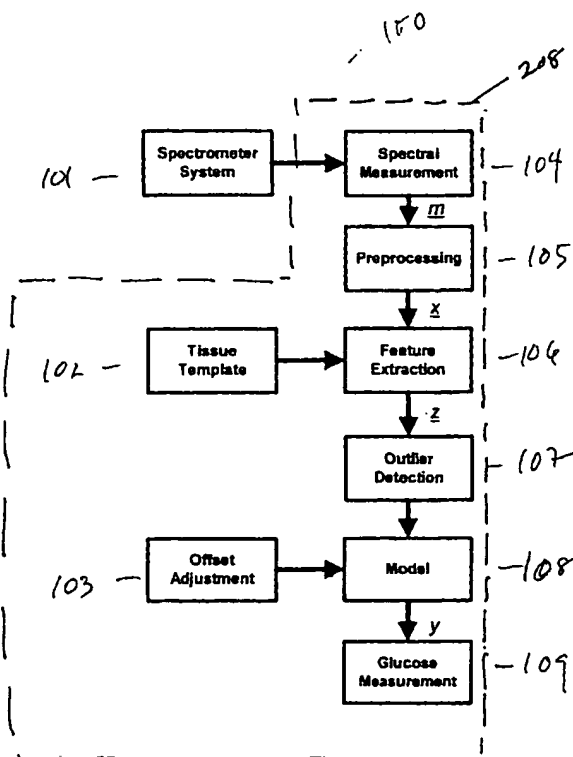 150
208
Spectrometer
System
101
Spectral
Measurement
104
m
Preprocessing
105
x
Tissue
Template
102
Feature
Extraction
106
z
Outlier
Detection
107
Offset
Adjustment
103
Model
108
y
Glucose
Measurement
109